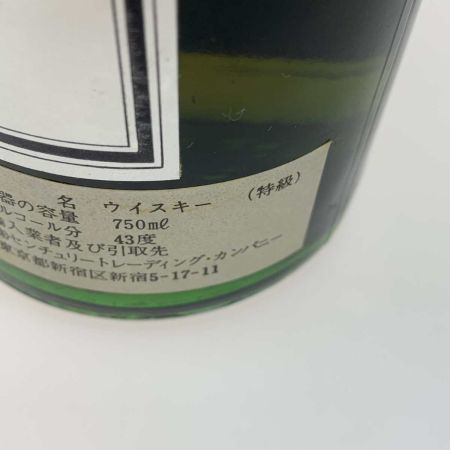 名 ウイスキー (特級)
器の容量 750mℓ
ルコール分 43度
入業者及び引取先
センチュリートレーディング・カンパニー
東京都新宿区新宿5-17-11